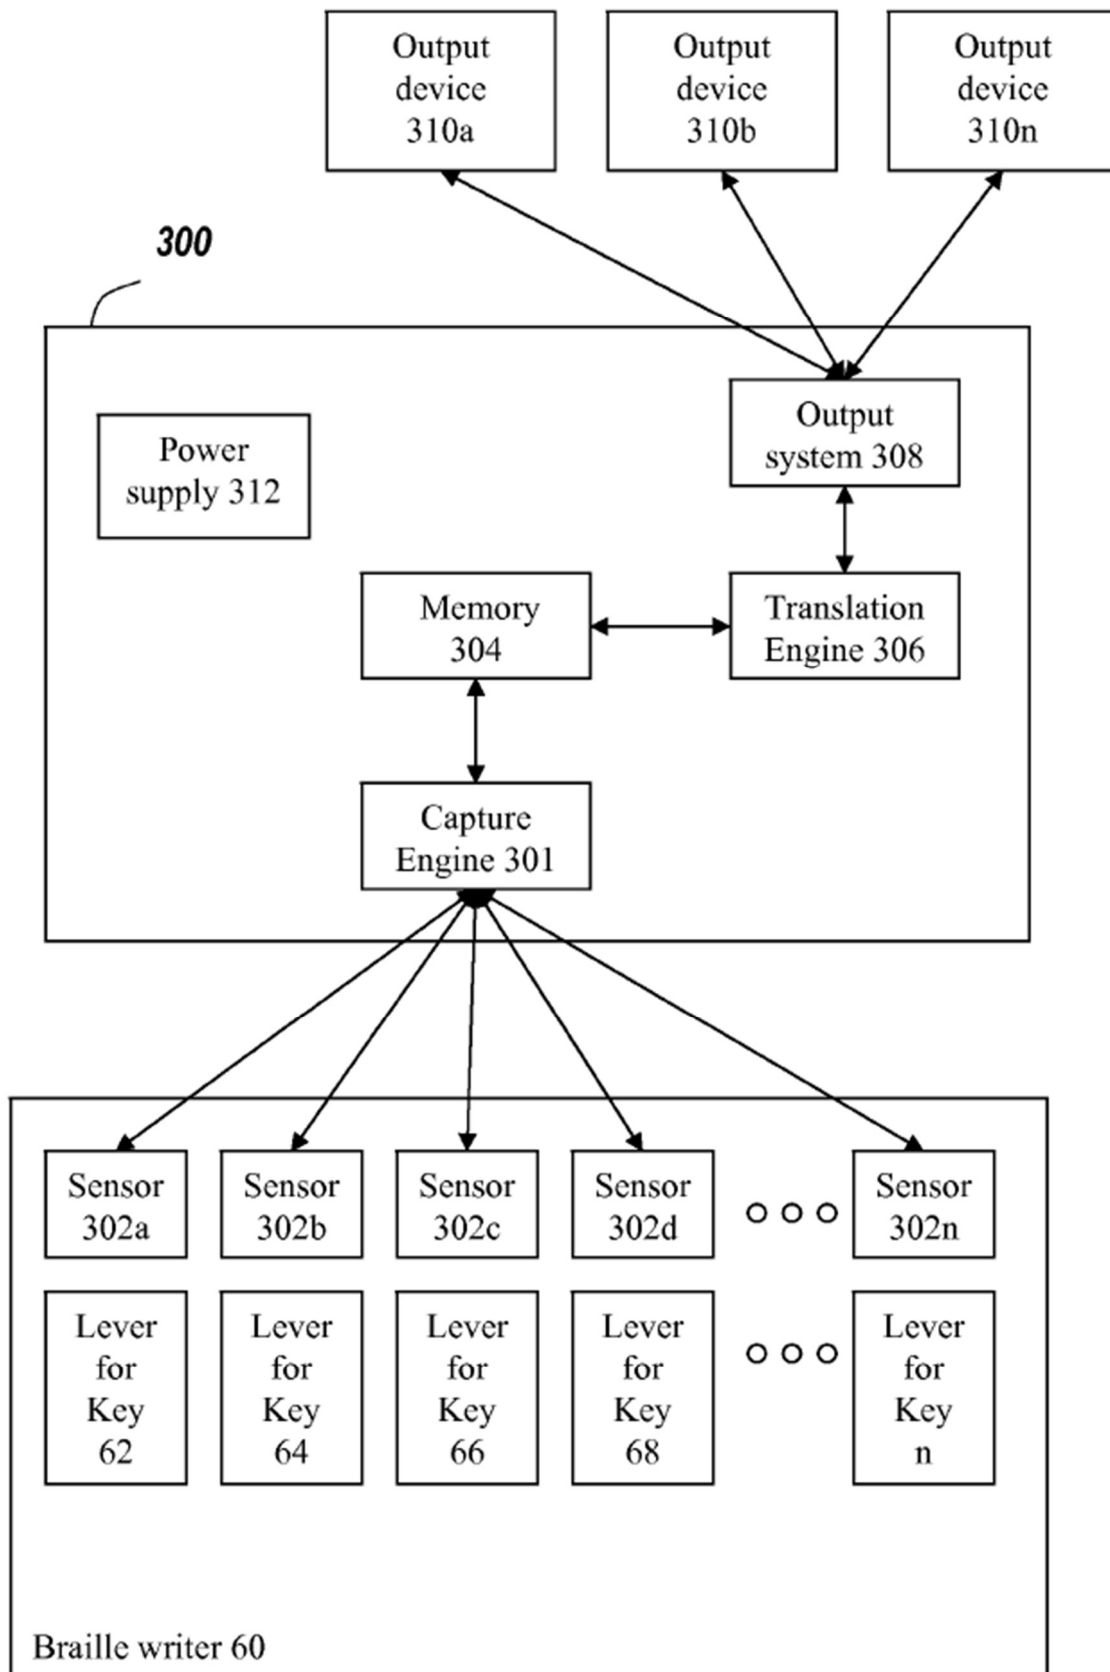 Output
device
310a
Output
device
310b
Output
device
310n
300
Output
system 308
Power
supply 312
Memory
304
Translation
Engine 306
Capture
Engine 301
Sensor
302a
Sensor
302b
Sensor
302c
Sensor
302d
Sensor
302n
Lever
for
Key
62
Lever
for
Key
64
Lever
for
Key
66
Lever
for
Key
68
Lever
for
Key
n
Braille writer 60